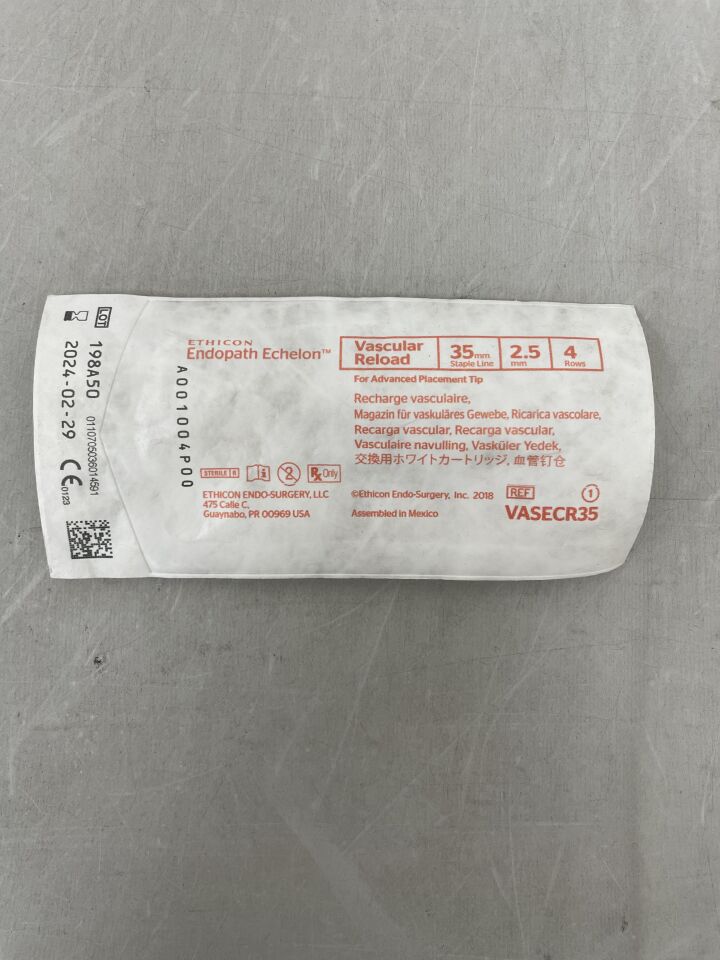 ETHICON
Endopath Echelon™
Vascular
Reload
35mm
Staple Line
2.5
mm
4
Rows
For Advanced Placement Tip
Recharge vasculaire,
Magazin für vaskuläres Gewebe, Ricarica vascolare,
Recarga vascular, Recarga vascular,
Vasculaire navulling, Vasküler Yedek,
交換用ホワイトカートリッジ, 血管钉仓
STERILE R
2
Rx Only
ETHICON ENDO-SURGERY, LLC
475 Calle C,
Guaynabo, PR 00969 USA
©Ethicon Endo-Surgery, Inc. 2018
Assembled in Mexico
REF
1
VASECR35
A001004P00
LOT
198A50
2024-02-29
0110705036014591
CE 0123